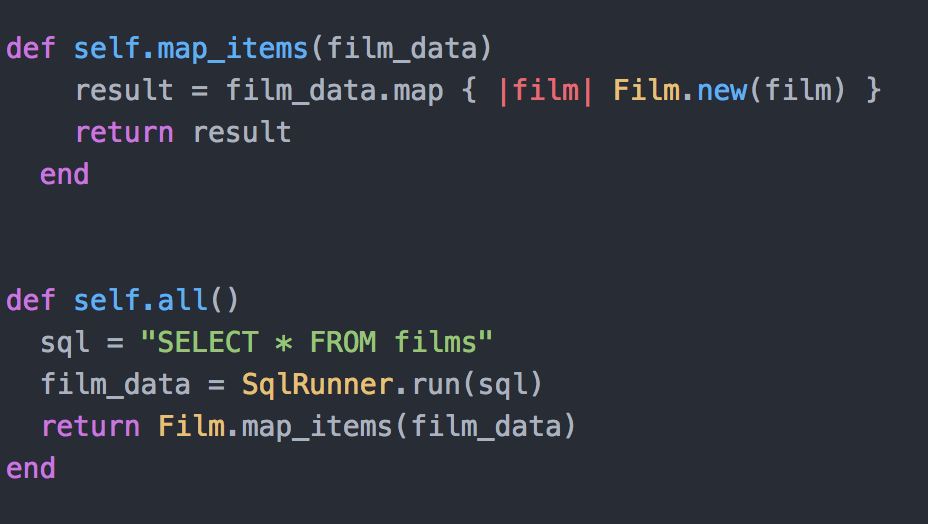 def self.map_items(film_data)
    result = film_data.map { |film| Film.new(film) }
    return result
  end
def self.all()
  sql = "SELECT * FROM films"
  film_data = SqlRunner.run(sql)
  return Film.map_items(film_data)
end